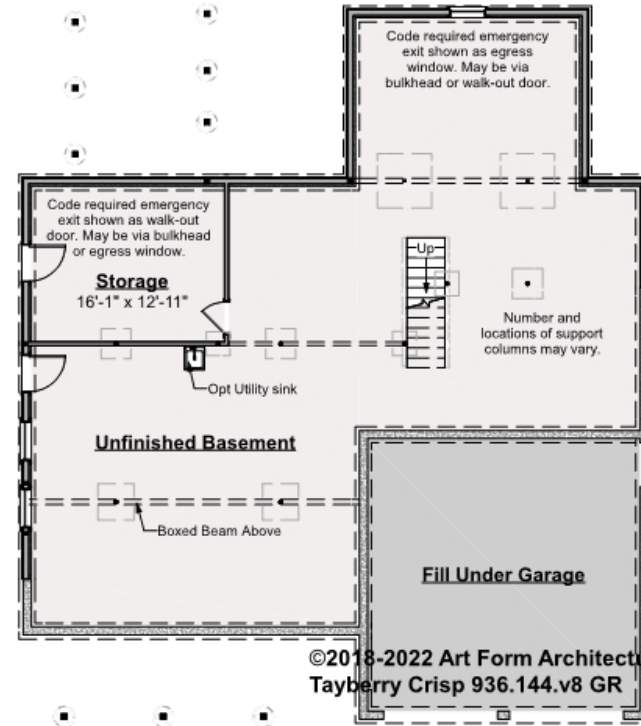 Code required emergency
exit shown as egress
window. May be via
bulkhead or walk-out door.
Code required emergency
exit shown as walk-out
door. May be via bulkhead
or egress window.
Storage
16'-1" x 12'-11"
Up
Number and
locations of support
columns may vary.
Opt Utility sink
Unfinished Basement
Boxed Beam Above
Fill Under Garage
©2018-2022 Art Form Architectu
Tayberry Crisp 936.144.v8 GR